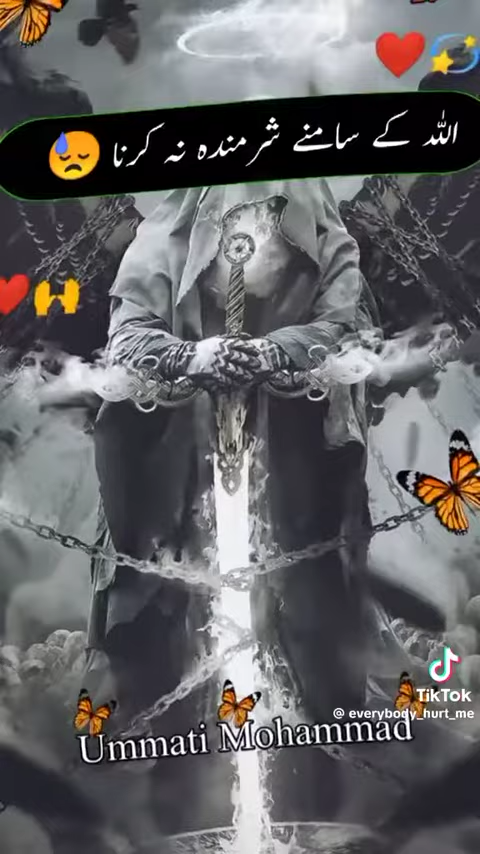 اللہ کے سامنے شرمندہ نہ کرنا 😓
TikTok
@ everybody_hurt_me
Ummati Mohammad